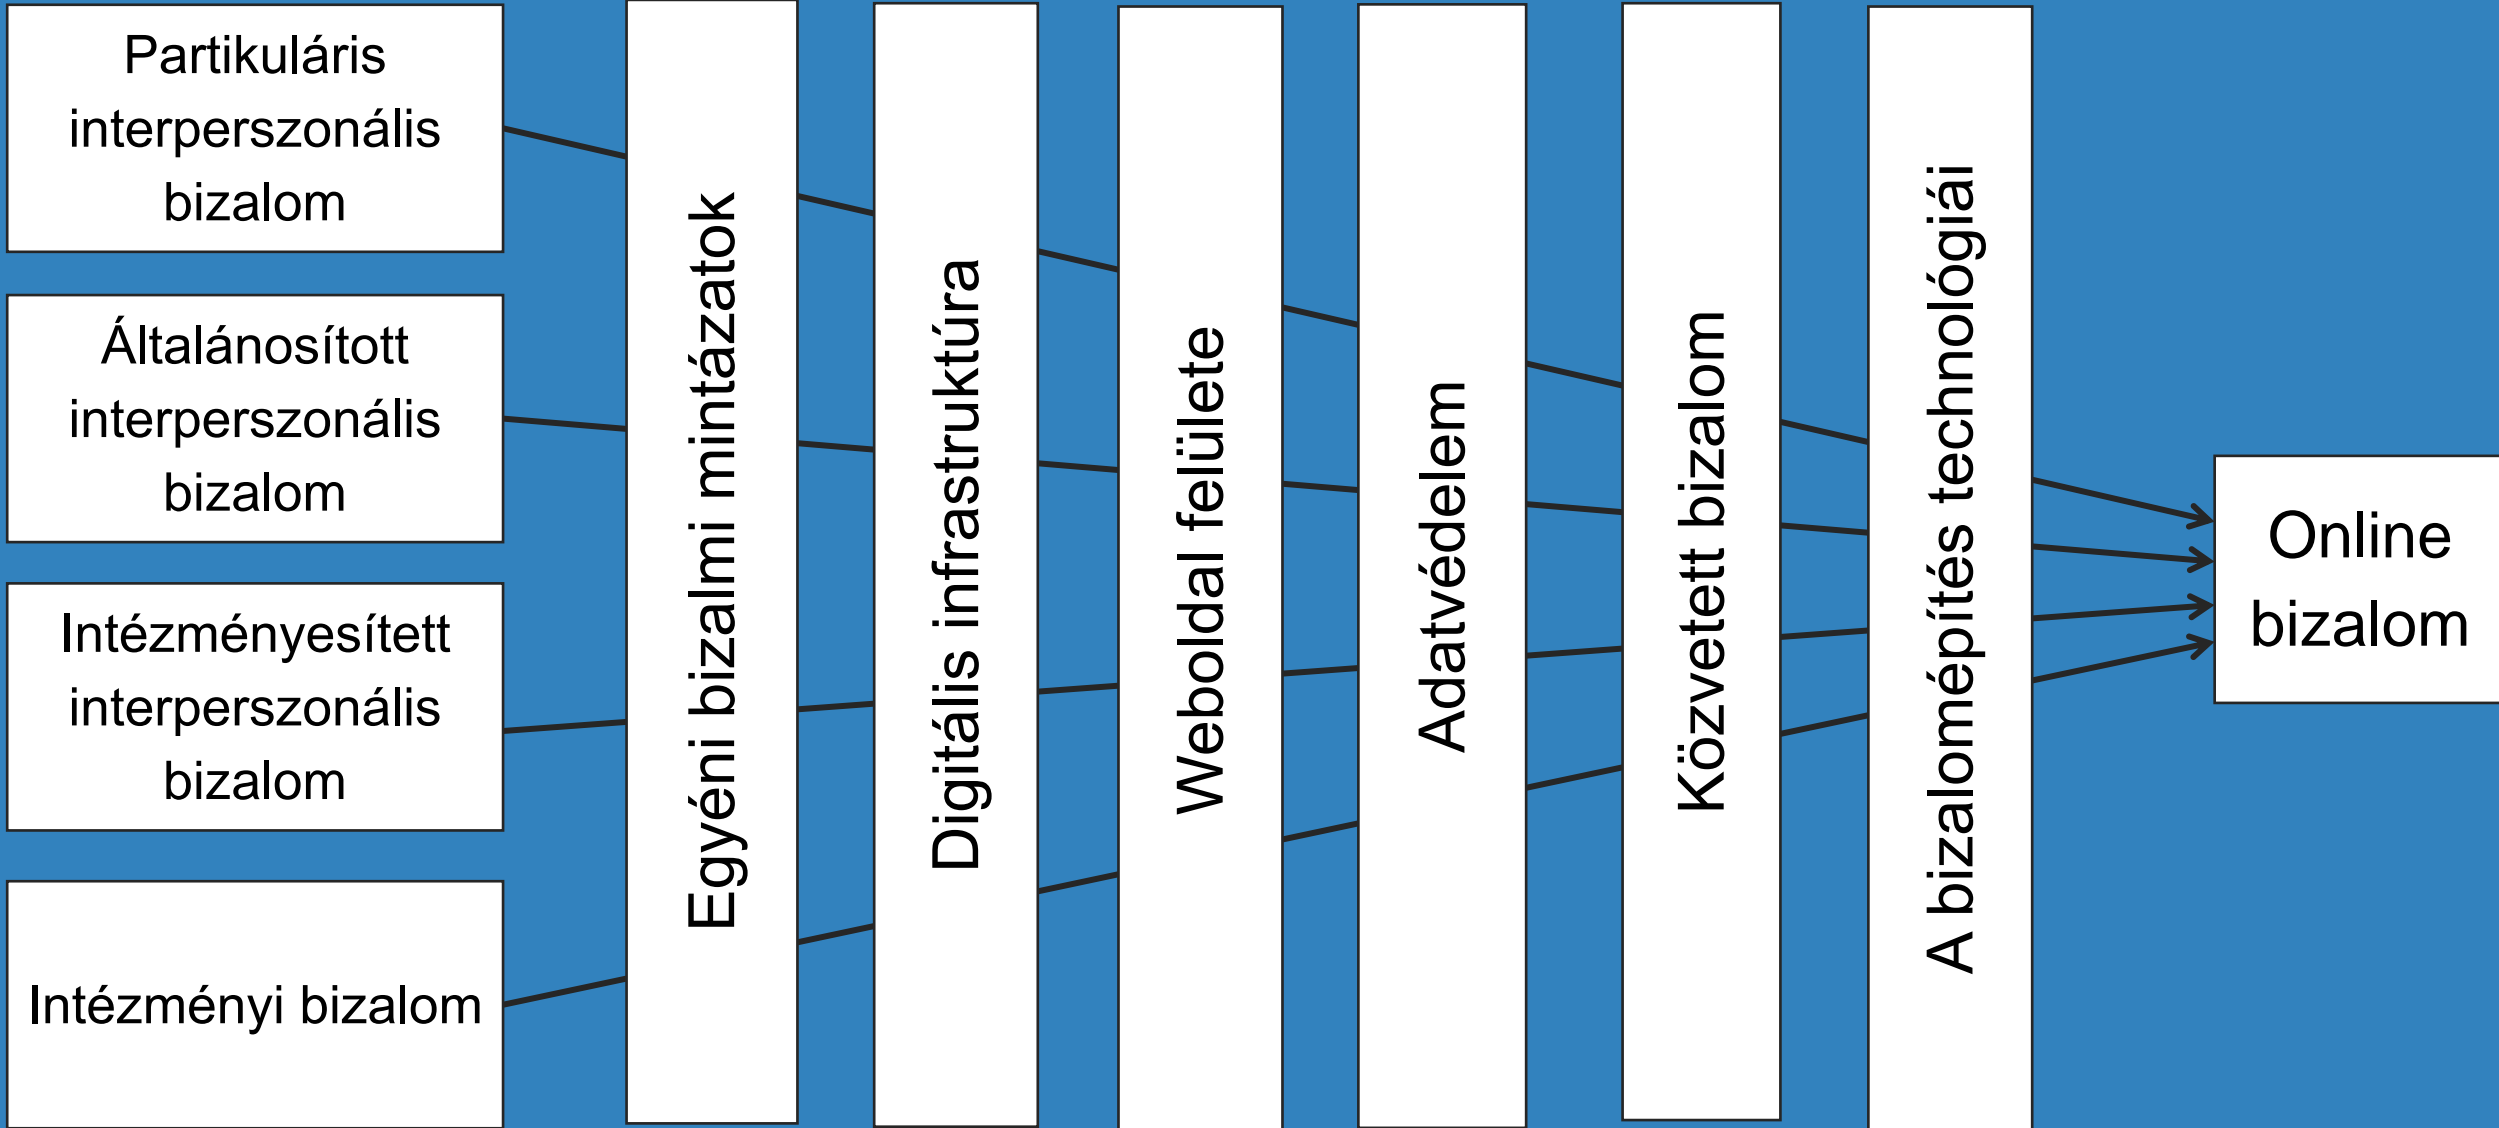 Partikuláris
interperszonális
bizalom
Általánosított
interperszonális
bizalom
Intézményesített
interperszonális
bizalom
Intézményi bizalom
Egyéni bizalmi mintázatok
Digitális infrastruktúra
Weboldal felülete
Adatvédelem
Közvetett bizalom
A bizalomépítés technológiái
Online
bizalom